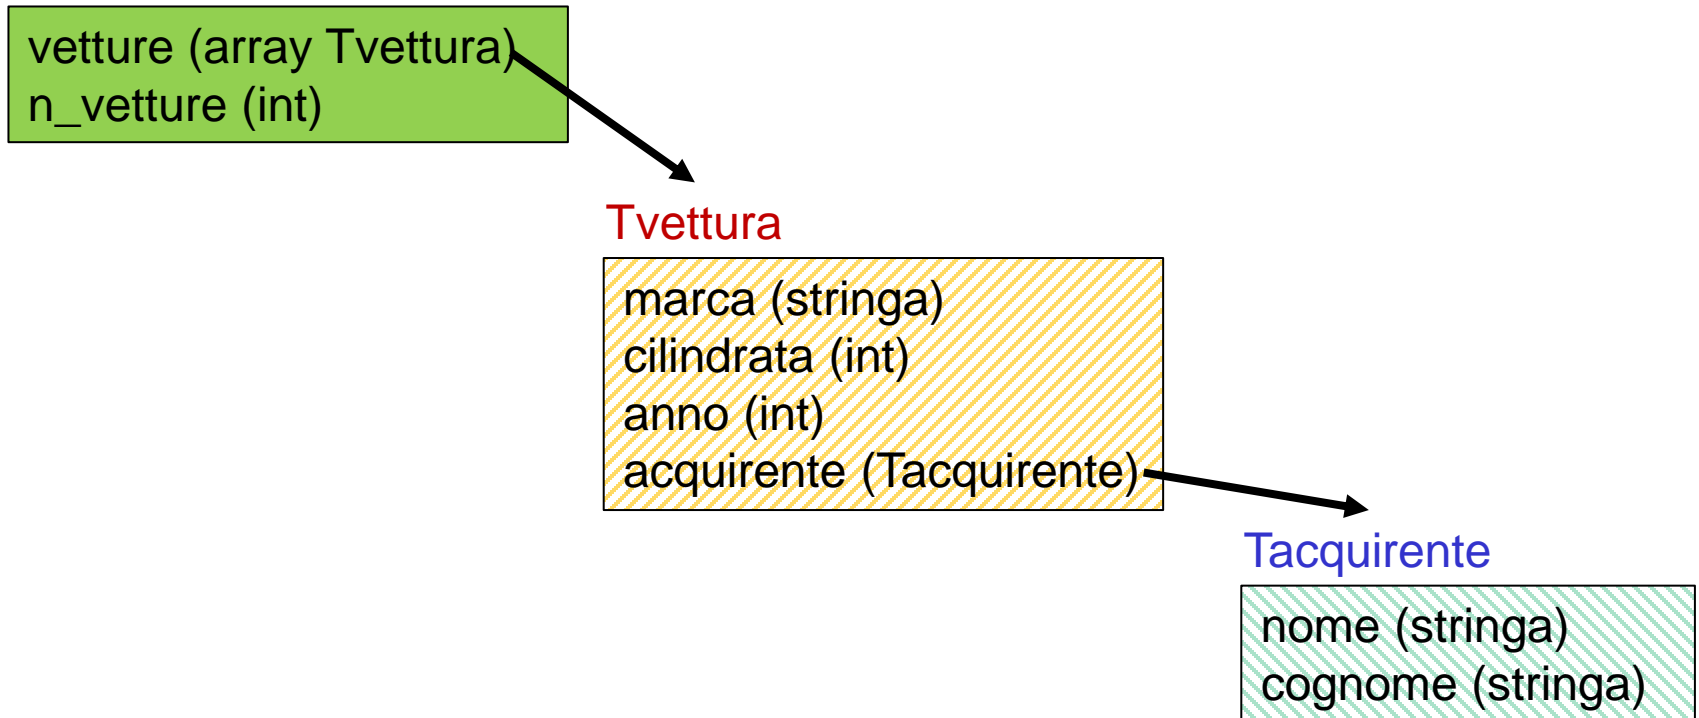 vetture (array Tvettura)
n_vetture (int)
Tvettura
marca (stringa)
cilindrata (int)
anno (int)
acquirente (Tacquirente)
Tacquirente
nome (stringa)
cognome (stringa)